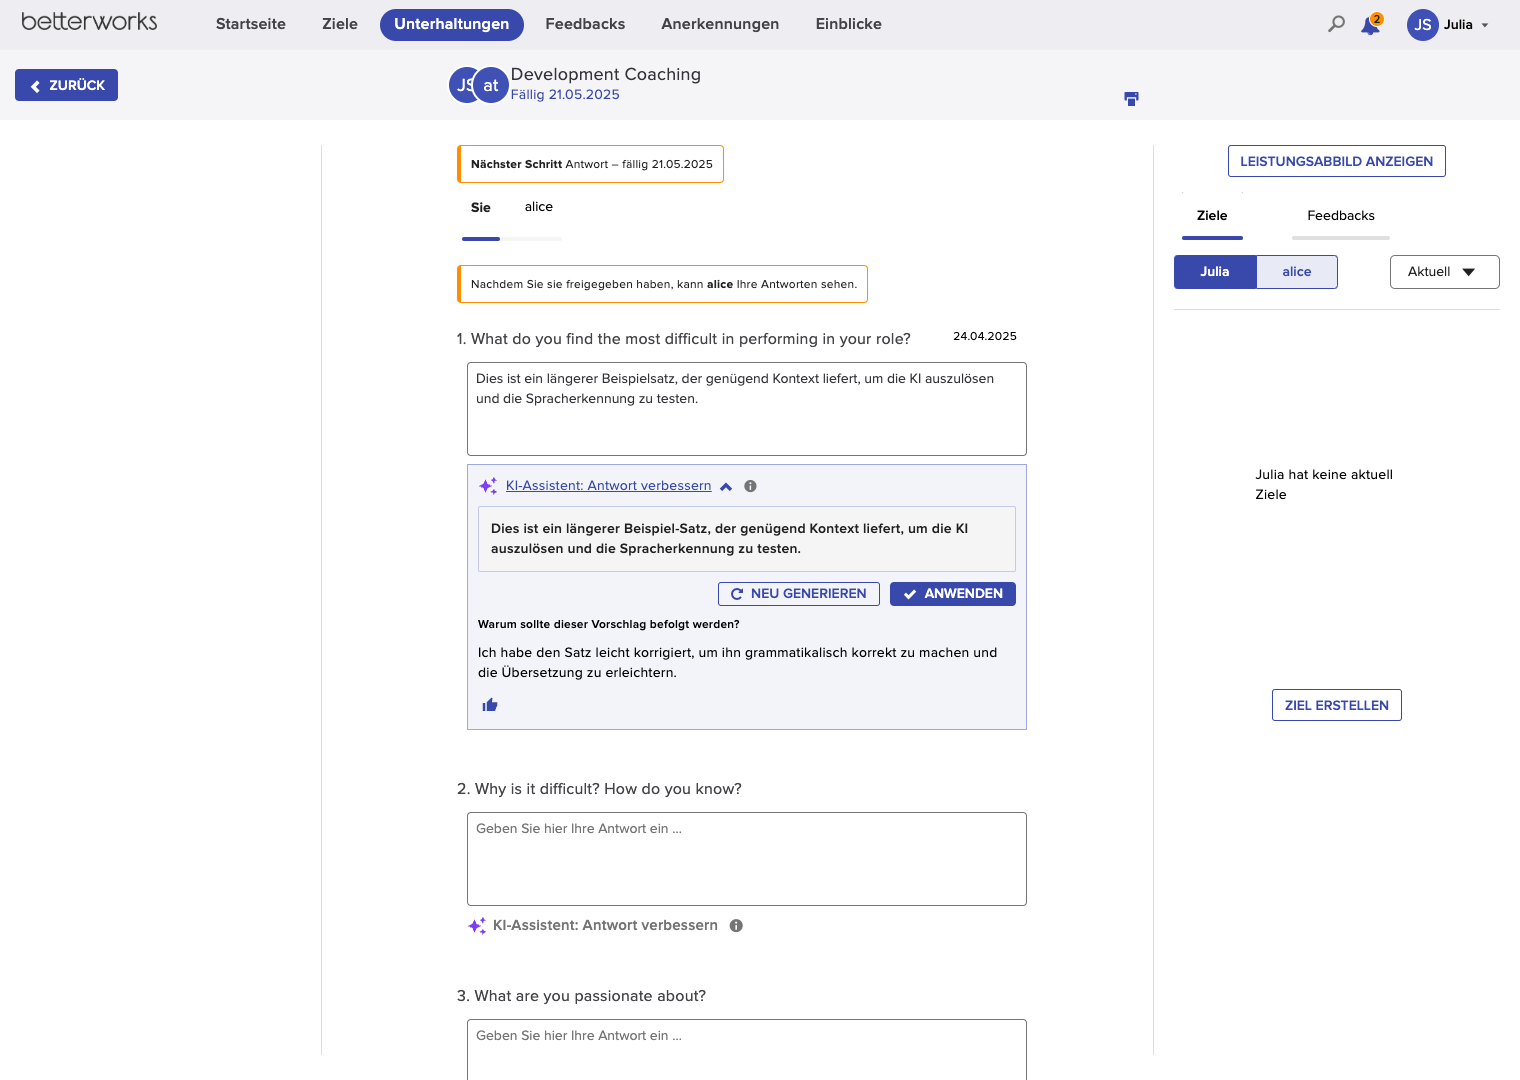 betterworks
Startseite
Ziele
Unterhaltungen
Feedbacks
Anerkennungen
Einblicke
2
JS
Julia
ZURÜCK
JS
at
Development Coaching
Fällig 21.05.2025
Nächster Schritt Antwort – fällig 21.05.2025
Sie
alice
Nachdem Sie sie freigegeben haben, kann alice Ihre Antworten sehen.
1. What do you find the most difficult in performing in your role?
24.04.2025
Dies ist ein längerer Beispielsatz, der genügend Kontext liefert, um die KI auszulösen
und die Spracherkennung zu testen.
KI-Assistent: Antwort verbessern
Dies ist ein längerer Beispiel-Satz, der genügend Kontext liefert, um die KI
auszulösen und die Spracherkennung zu testen.
NEU GENERIEREN
ANWENDEN
Warum sollte dieser Vorschlag befolgt werden?
Ich habe den Satz leicht korrigiert, um ihn grammatikalisch korrekt zu machen und
die Übersetzung zu erleichtern.
2. Why is it difficult? How do you know?
Geben Sie hier Ihre Antwort ein ...
KI-Assistent: Antwort verbessern
3. What are you passionate about?
Geben Sie hier Ihre Antwort ein ...
LEISTUNGSABBILD ANZEIGEN
Ziele
Feedbacks
Julia
alice
Aktuell
Julia hat keine aktuell
Ziele
ZIEL ERSTELLEN